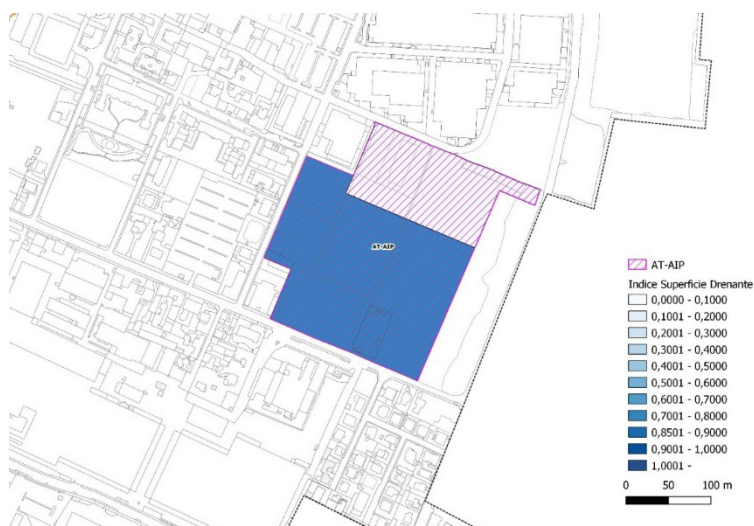 AT-AIP
AT-AIP
Indice Superficie Drenante
0,0000 - 0,1000
0,1001 - 0,2000
0,2001 - 0,3000
0,3001 - 0,4000
0,4001 - 0,5000
0,5001 - 0,6000
0,6001 - 0,7000
0,7001 - 0,8000
0,8501 - 0,9000
0,9001 - 1,0000
1,0001 -
0 50 100 m